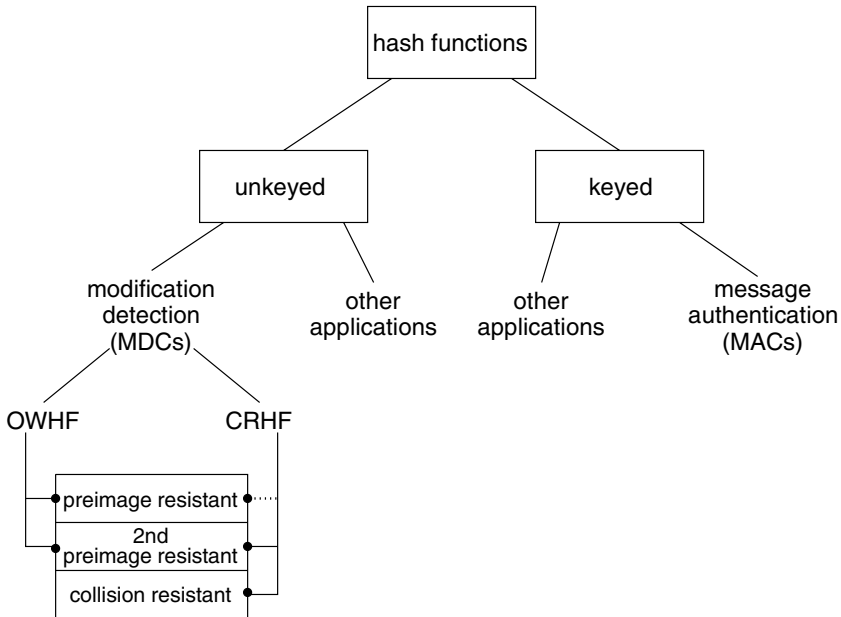 hash functions
unkeyed
keyed
modification
detection
(MDCs)
other
applications
other
applications
message
authentication
(MACs)
OWHF
CRHF
preimage resistant
2nd
preimage resistant
collision resistant